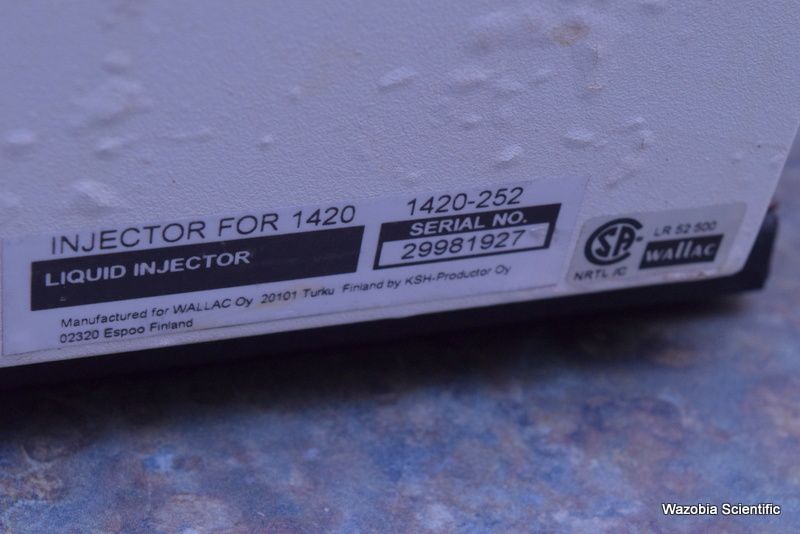 INJECTOR FOR 1420 1420-252
LIQUID INJECTOR
SERIAL NO.
29981927
Manufactured for WALLAC Oy 20101 Turku Finland by KSH-Productor Oy
02320 Espoo Finland
SP®
NRTL /C
LR 52 500
WALLAC
Wazobia Scientific